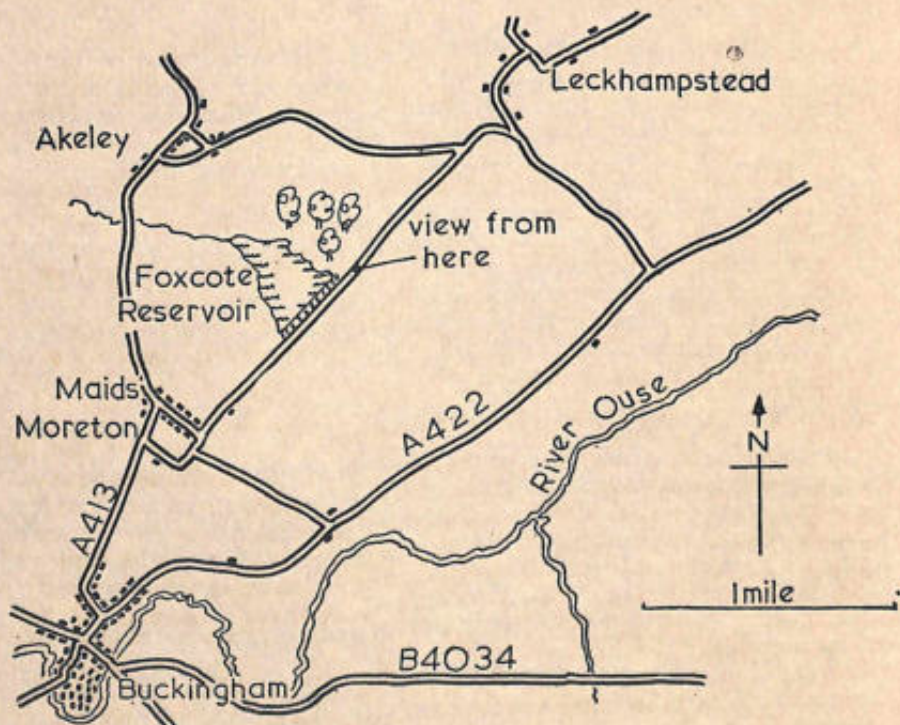 Leckhampstead
Akeley
view from
here
Foxcote
Reservoir
Maids
Moreton
A422
River Ouse
N
A413
1mile
B4034
Buckingham